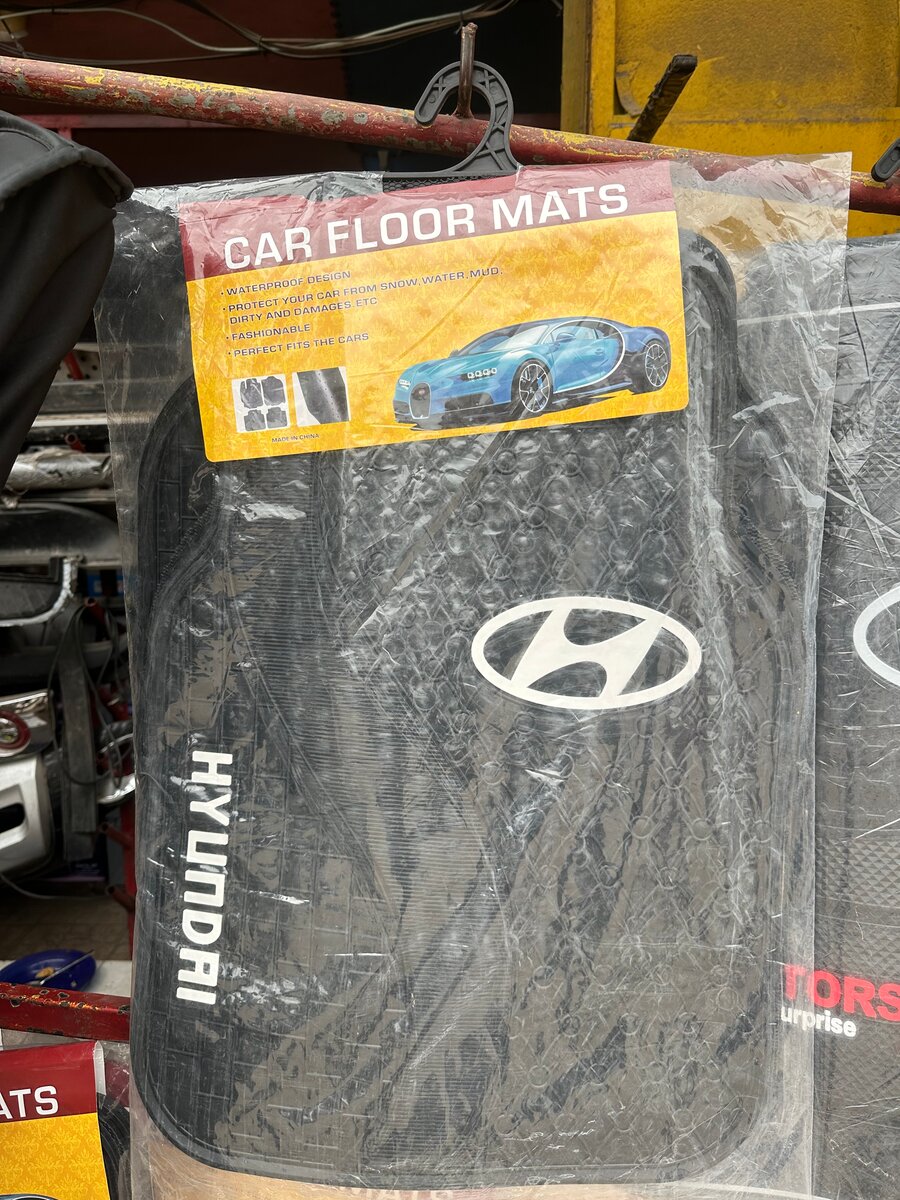 CAR FLOOR MATS
· WATERPROOF DESIGN
· PROTECT YOUR CAR FROM SNOW, WATER, MUD,
DIRTY AND DAMAGES. ETC
· FASHIONABLE
· PERFECT FITS THE CARS
MADE IN CHINA
HYUNDAI
TORS
urprise
ATS